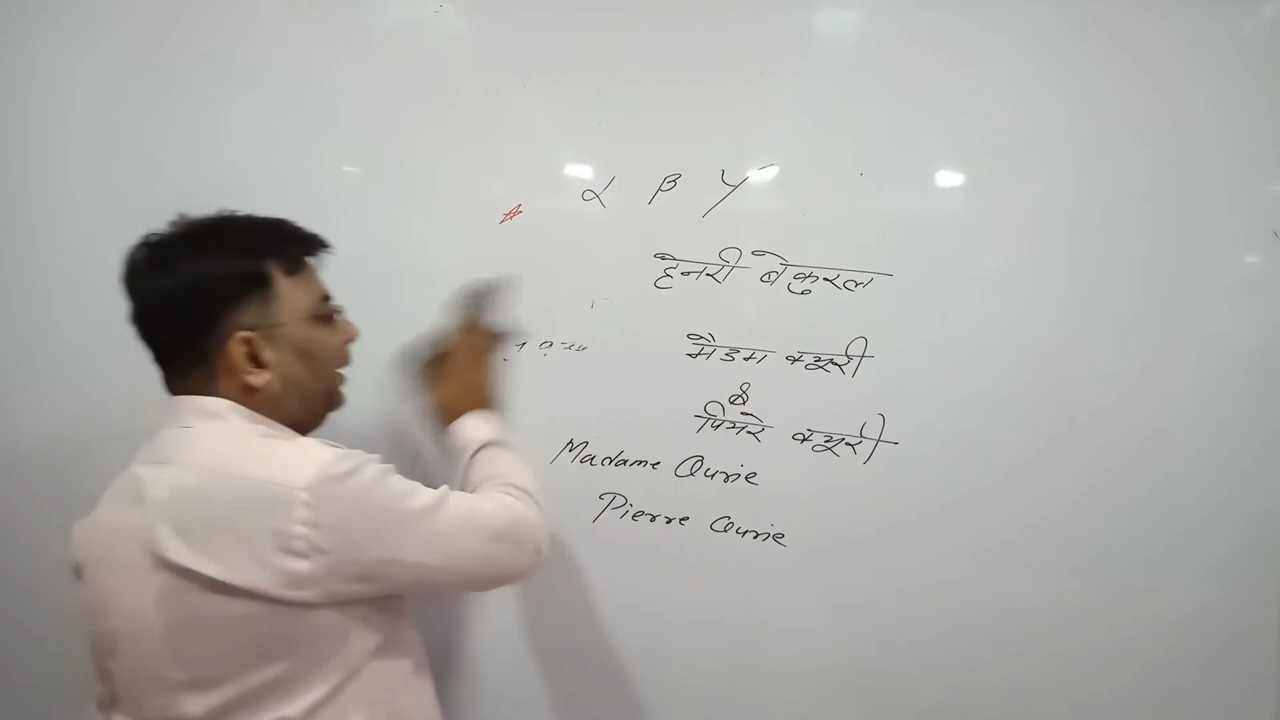 α β γ
हेनरी बेकुरल
मैडम क्यूरी
&
पियरे क्यूरी
Madame Curie
Pierre Curie